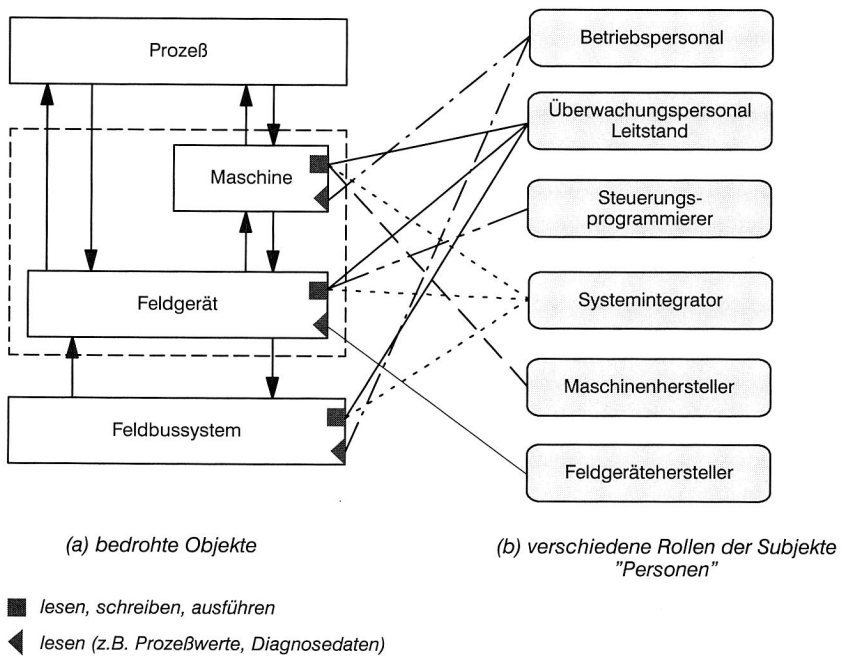 Prozeß
Maschine
Feldgerät
Feldbussystem
Betriebspersonal
Überwachungspersonal
Leitstand
Steuerungs-
programmierer
Systemintegrator
Maschinenhersteller
Feldgerätehersteller
(a) bedrohte Objekte
(b) verschiedene Rollen der Subjekte
"Personen"
lesen, schreiben, ausführen
lesen (z.B. Prozeßwerte, Diagnosedaten)